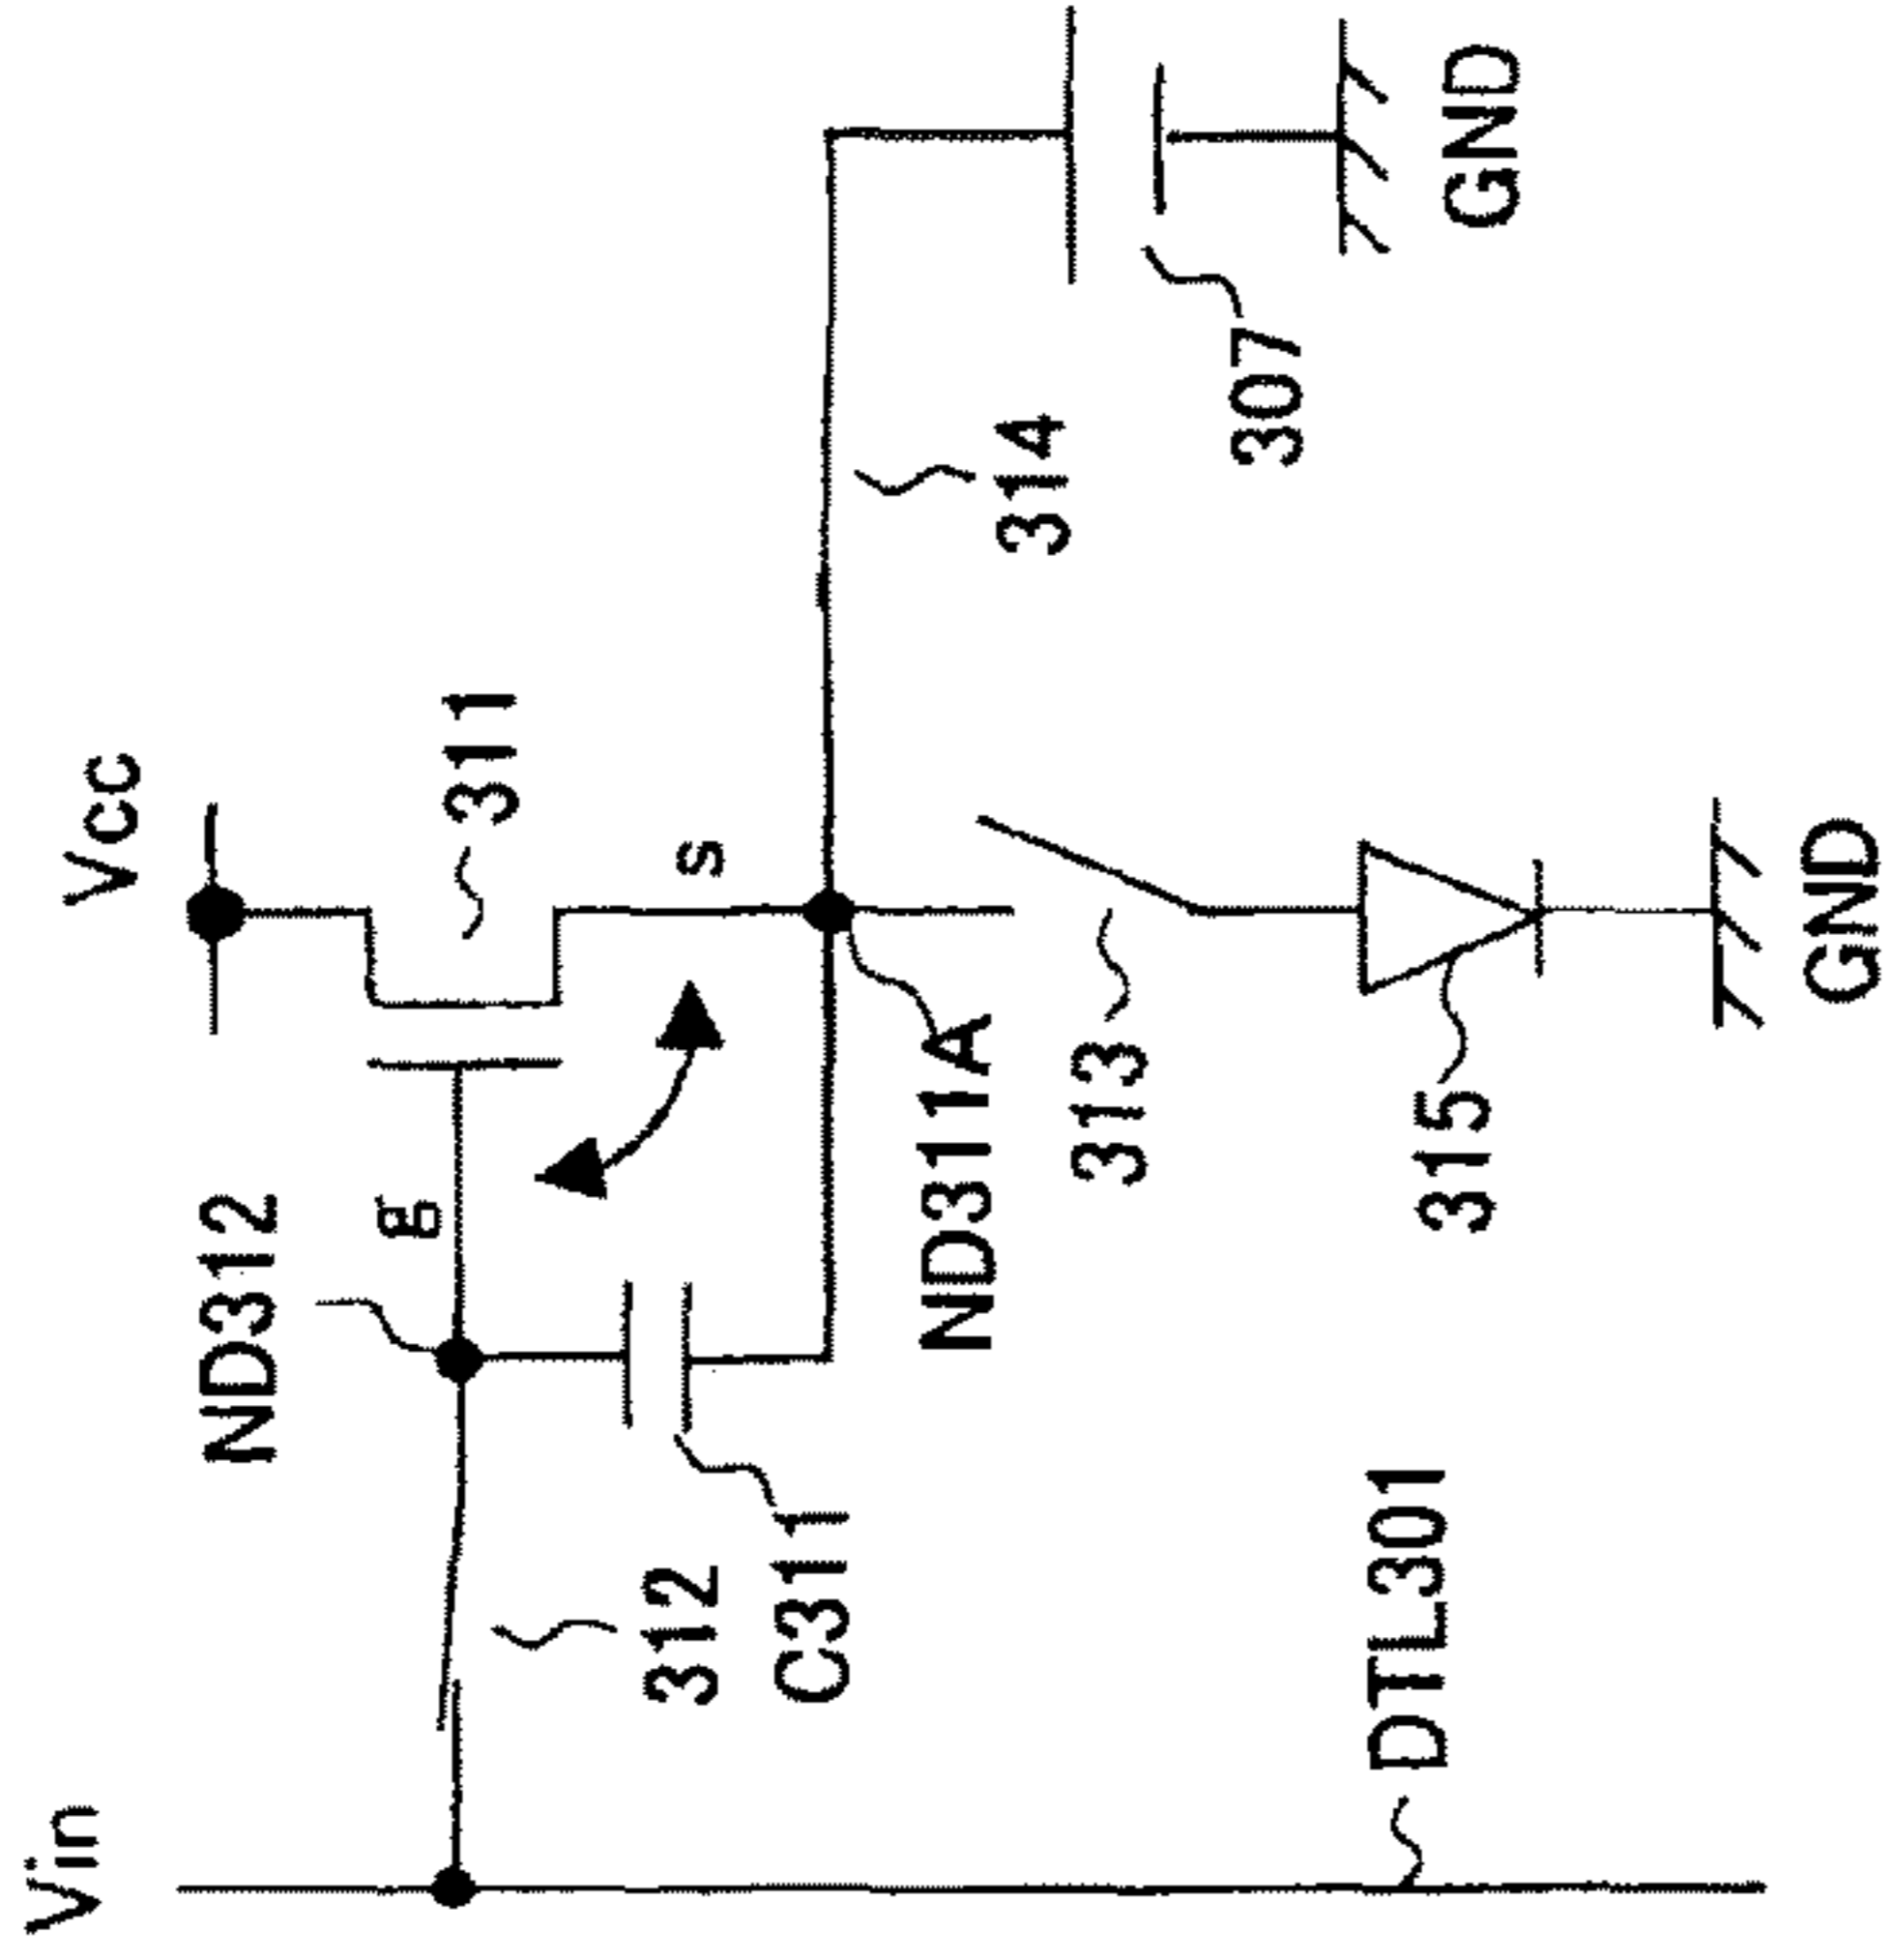 Vin
Vcc
ND312
g
311
s
312
C311
ND311A
314
313
307
DTL301
315
GND
GND